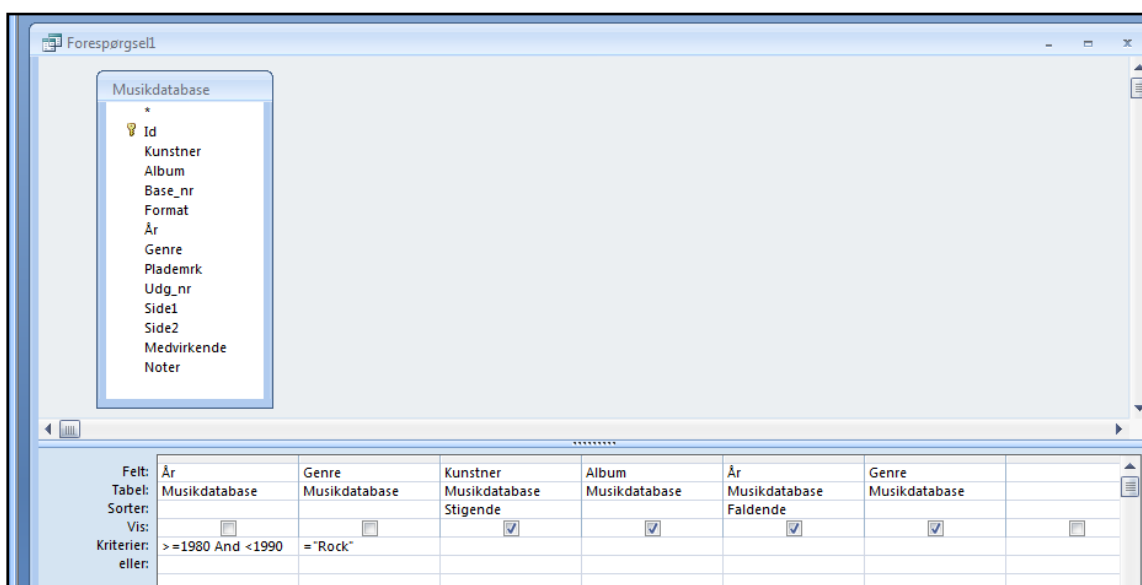 Forespørgsel1
Musikdatabase
*
Id
Kunstner
Album
Base_nr
Format
År
Genre
Plademrk
Udg_nr
Side1
Side2
Medvirkende
Noter
Felt: År Genre Kunstner Album År Genre
Tabel: Musikdatabase Musikdatabase Musikdatabase Musikdatabase Musikdatabase Musikdatabase
Sorter: Stigende Faldende
Vis:
Kriterier: >=1980 And <1990 ="Rock"
eller: